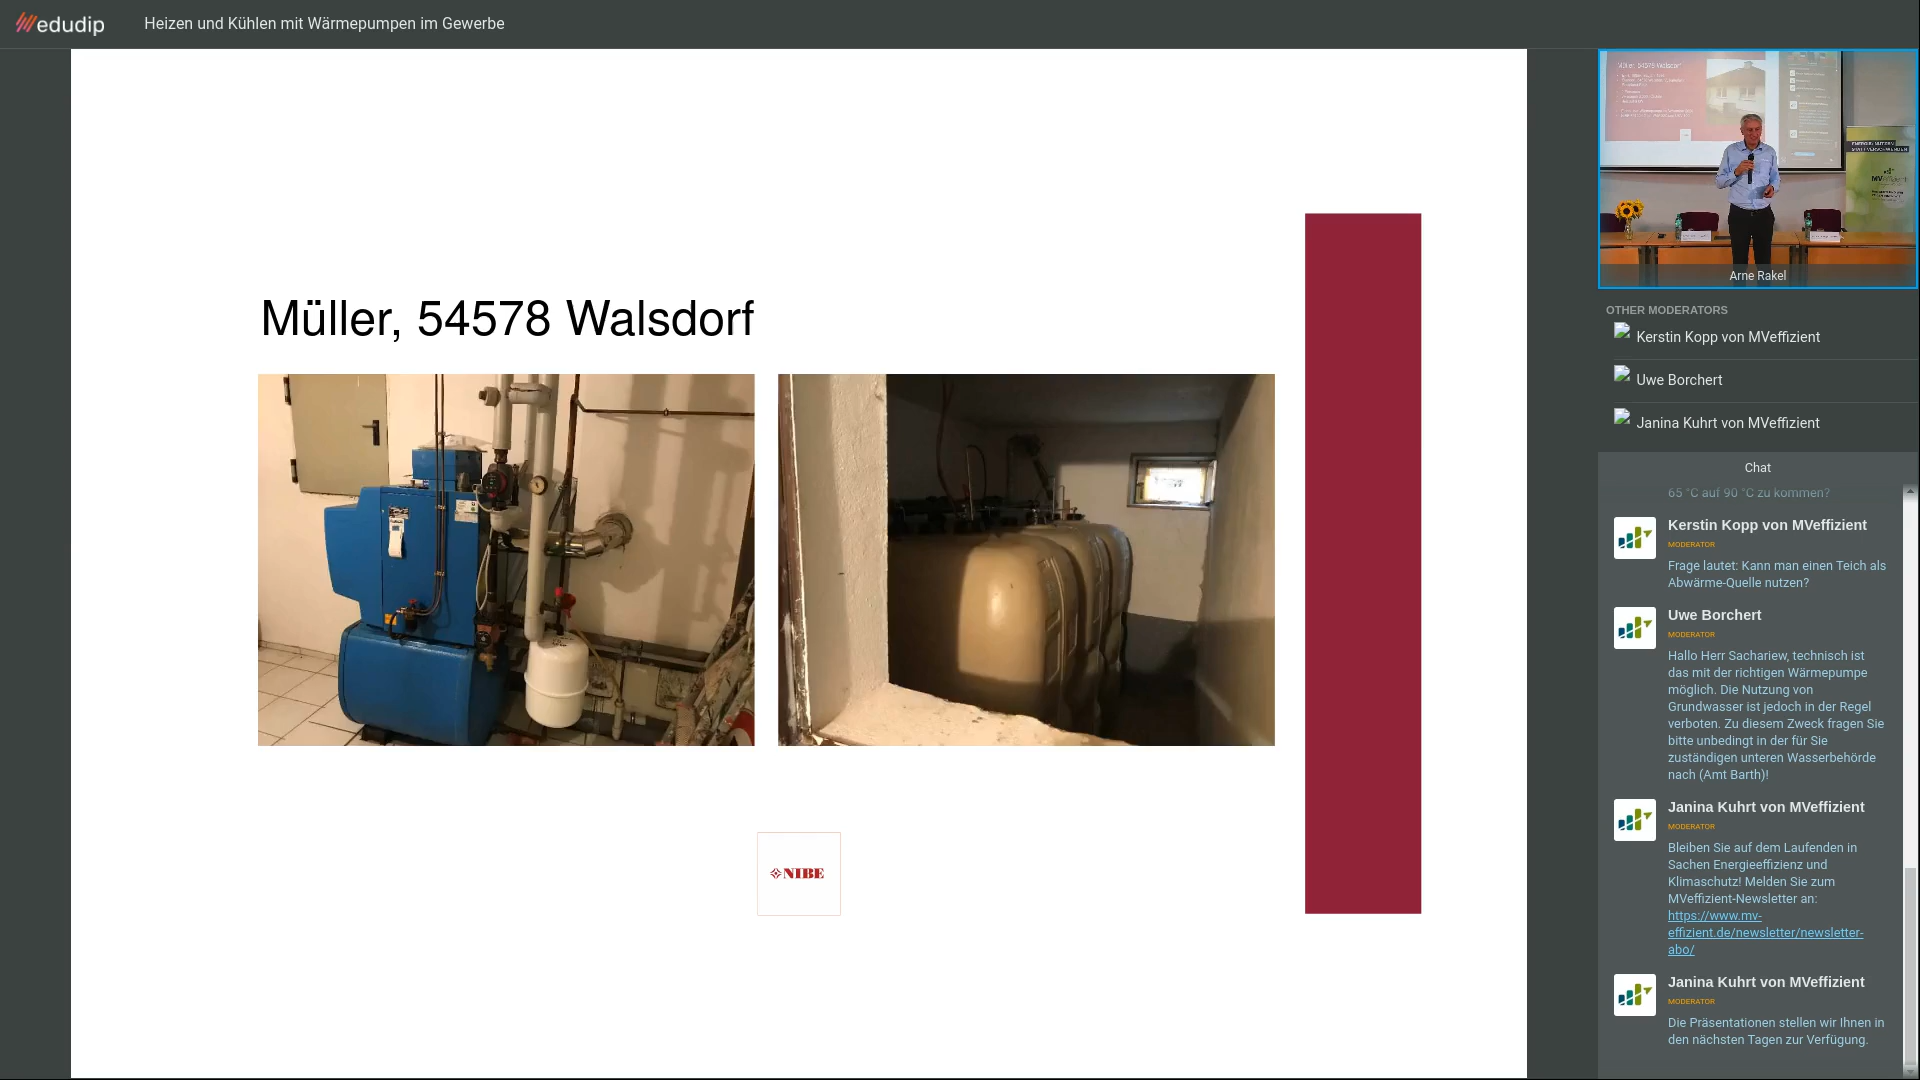 edudip
Heizen und Kühlen mit Wärmepumpen im Gewerbe
Müller, 54578 Walsdorf
NIBE
Müller, 54578 Walsdorf
ENERGIE NUTZEN
STATT VERSCHWENDEN
Arne Rakel
OTHER MODERATORS
Kerstin Kopp von MVeffizient
Uwe Borchert
Janina Kuhrt von MVeffizient
Chat
65 °C auf 90 °C zu kommen?
Kerstin Kopp von MVeffizient
MODERATOR
Frage lautet: Kann man einen Teich als
Abwärme-Quelle nutzen?
Uwe Borchert
MODERATOR
Hallo Herr Sachariew, technisch ist
das mit der richtigen Wärmepumpe
möglich. Die Nutzung von
Grundwasser ist jedoch in der Regel
verboten. Zu diesem Zweck fragen Sie
bitte unbedingt in der für Sie
zuständigen unteren Wasserbehörde
nach (Amt Barth)!
Janina Kuhrt von MVeffizient
MODERATOR
Bleiben Sie auf dem Laufenden in
Sachen Energieeffizienz und
Klimaschutz! Melden Sie zum
MVeffizient-Newsletter an:
https://www.mv-
effizient.de/newsletter/newsletter-
abo/
Janina Kuhrt von MVeffizient
MODERATOR
Die Präsentationen stellen wir Ihnen in
den nächsten Tagen zur Verfügung.